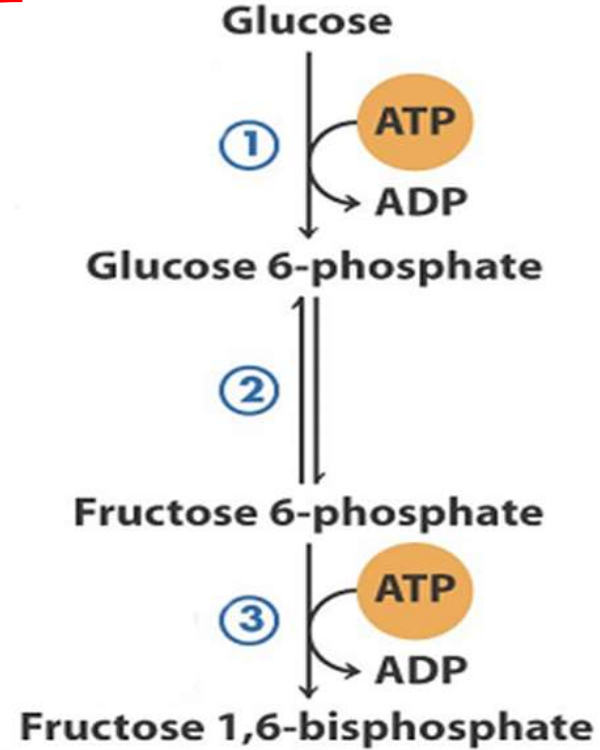 Glucose
ATP
1
ADP
Glucose 6-phosphate
2
Fructose 6-phosphate
ATP
3
ADP
Fructose 1,6-bisphosphate